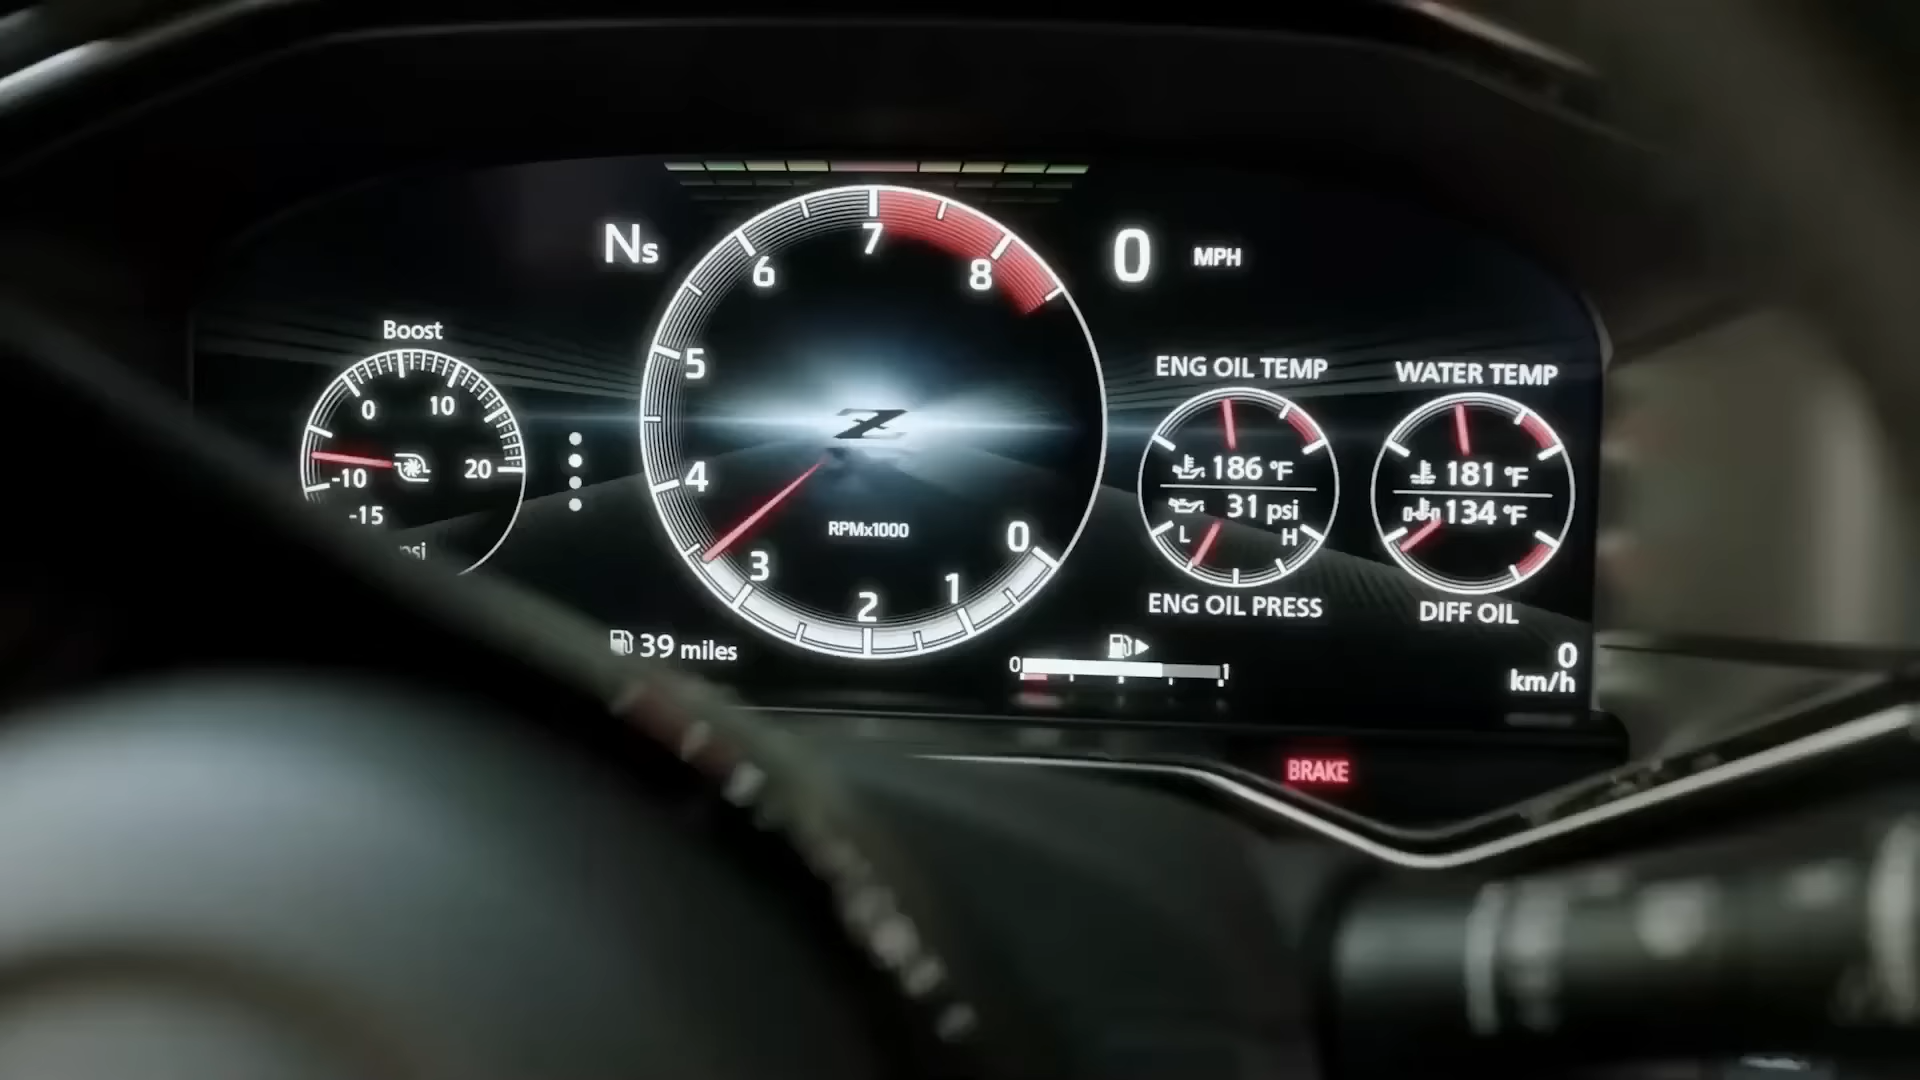 Ns
0 MPH
7
6
8
5
4
3
2
1
0
RPMx1000
Z
Boost
0
10
-10
20
-15
ENG OIL TEMP
186 °F
31 psi
L H
ENG OIL PRESS
WATER TEMP
181 °F
134 °F
DIFF OIL
39 miles
0 1
0
km/h
BRAKE